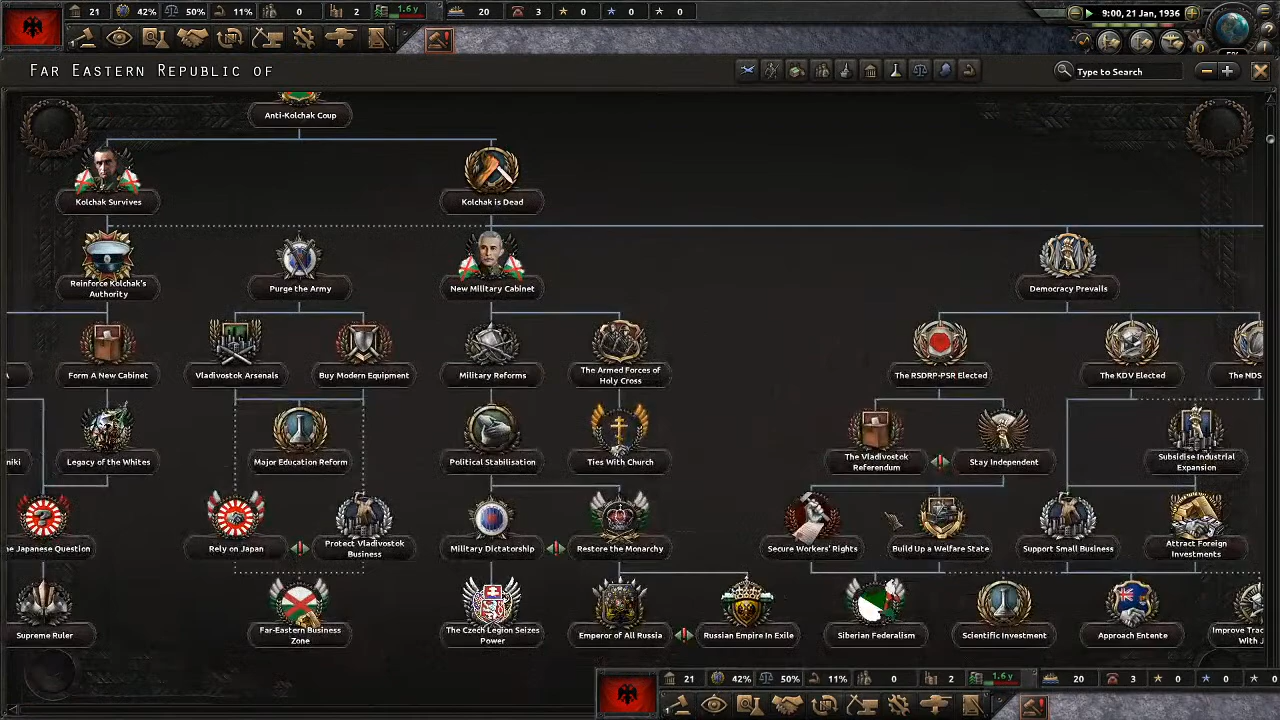 21 42% 50% 11% 0 2 1.6 y 20 3 0 0 0 9:00, 21 Jan, 1936
FAR EASTERN REPUBLIC OF Type to Search
Anti-Kolchak Coup
Kolchak Survives Kolchak is Dead
Reinforce Kolchak's Authority Purge the Army New Military Cabinet Democracy Prevails
Form A New Cabinet Vladivostok Arsenals Buy Modern Equipment Military Reforms The Armed Forces of Holy Cross The RSDRP-PSR Elected The KDV Elected The NDS
niki Legacy of the Whites Major Education Reform Political Stabilisation Ties With Church The Vladivostok Referendum Stay Independent Subsidise Industrial Expansion
he Japanese Question Rely on Japan Protect Vladivostok Business Military Dictatorship Restore the Monarchy Secure Workers' Rights Build Up a Welfare State Support Small Business Attract Foreign Investments
Supreme Ruler Far-Eastern Business Zone The Czech Legion Seizes Power Emperor of All Russia Russian Empire In Exile Siberian Federalism Scientific Investment Approach Entente Improve Trac With J
21 42% 50% 11% 0 2 1.6 y 20 3 0 0 0